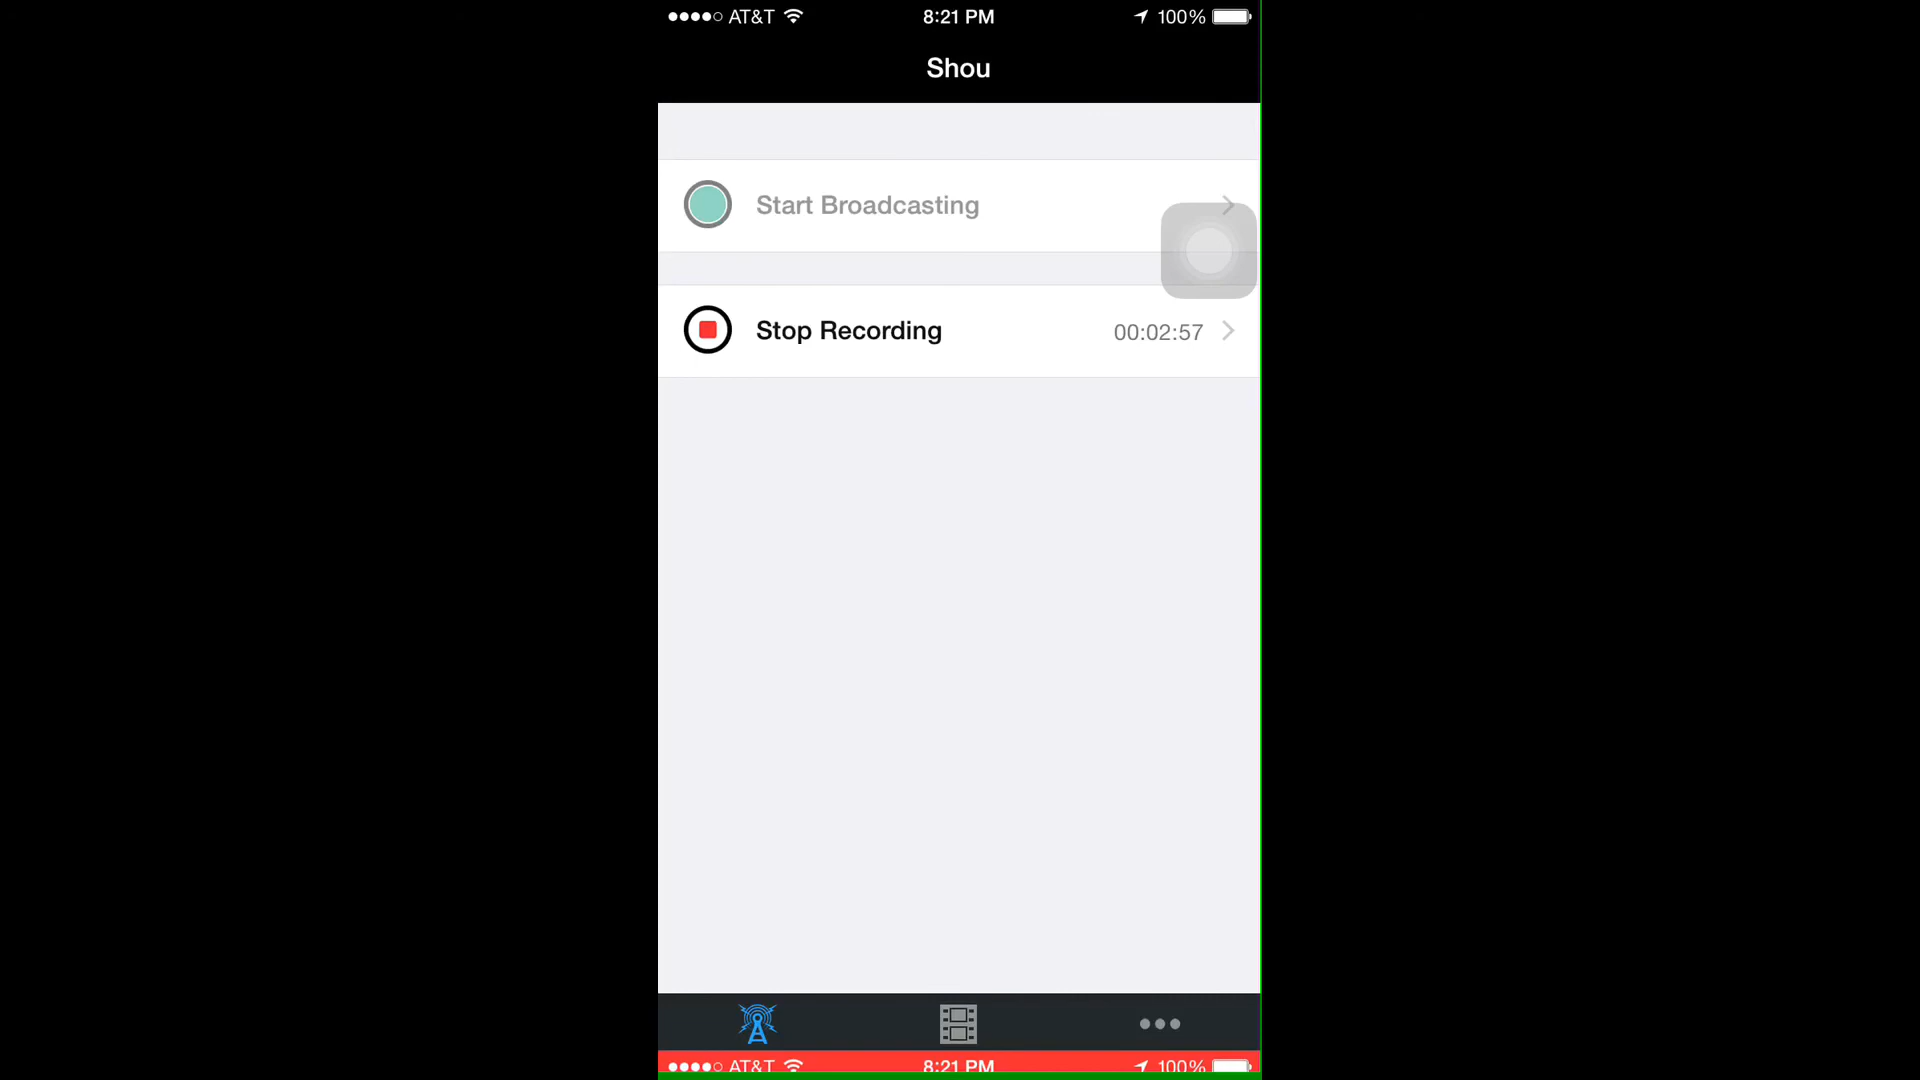 AT&T 8:21 PM 100%
Shou
Start Broadcasting
Stop Recording 00:02:57
AT&T 8:21 PM 100%